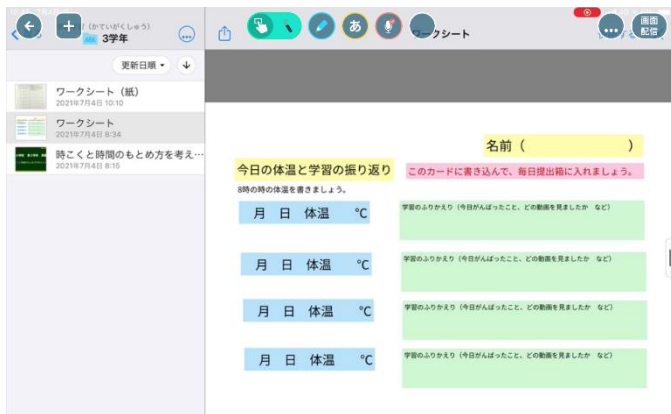 (かていがくしゅう)
3学年
更新日順
ワークシート（紙）
2021年7月4日 10:10
ワークシート
2021年7月4日 8:34
時こくと時間のもとめ方を考え…
2021年7月4日 8:15
あ
ワークシート
画面
配信
名前（　　　　　　　）
今日の体温と学習の振り返り
このカードに書き込んで、毎日提出箱に入れましょう。
8時の時の体温を書きましょう。
月　日　体温　　℃
学習のふりかえり（今日がんばったこと、どの動画を見ましたか　など）
月　日　体温　　℃
学習のふりかえり（今日がんばったこと、どの動画を見ましたか　など）
月　日　体温　　℃
学習のふりかえり（今日がんばったこと、どの動画を見ましたか　など）
月　日　体温　　℃
学習のふりかえり（今日がんばったこと、どの動画を見ましたか　など）